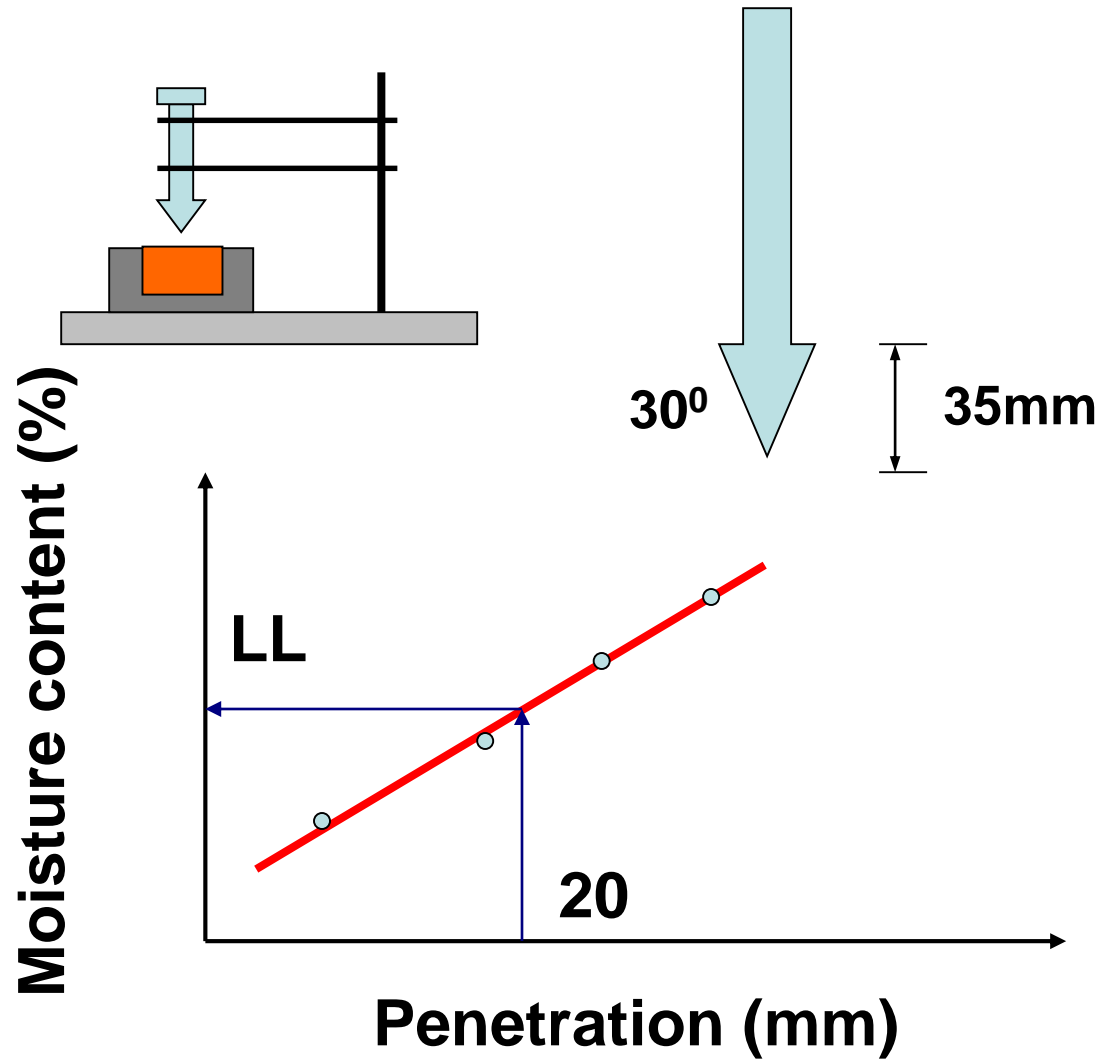 30⁰
35mm
Moisture content (%)
LL
20
Penetration (mm)